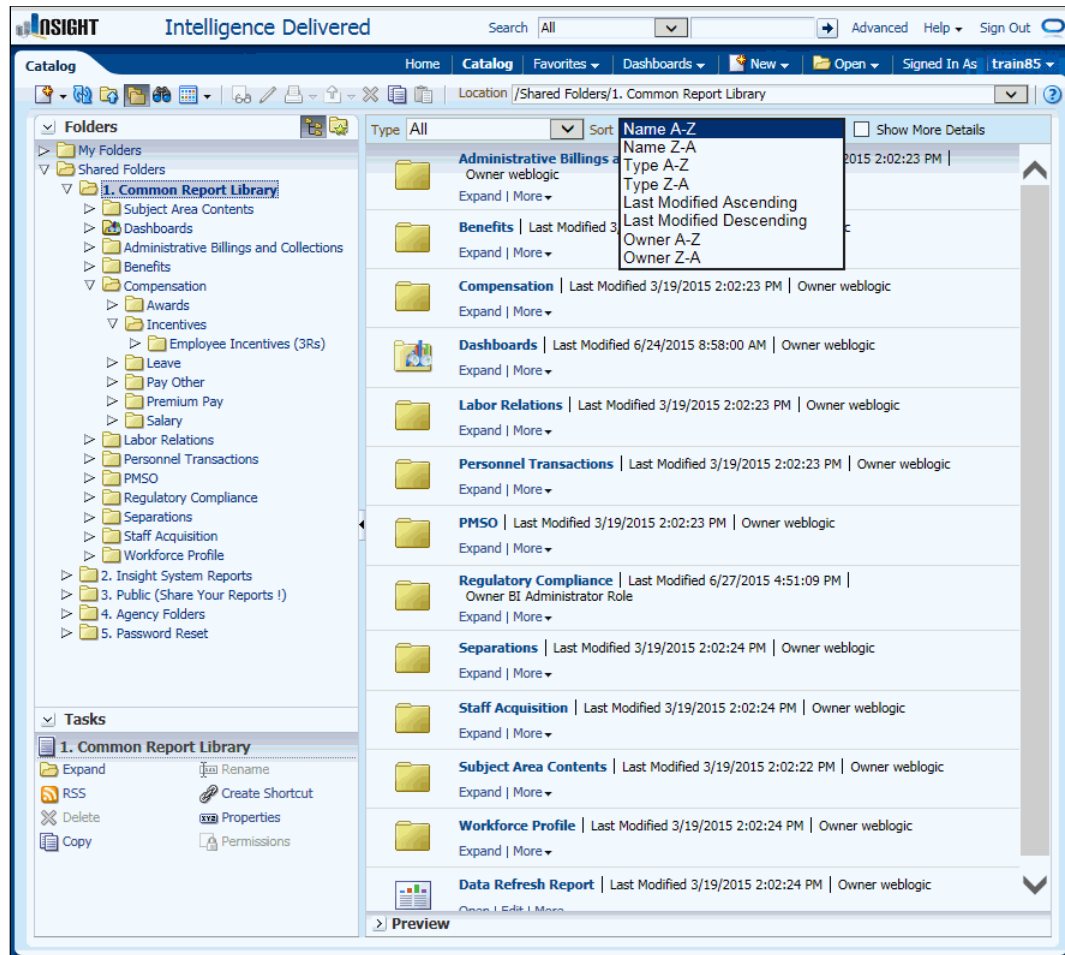 INSIGHT Intelligence Delivered Search All Advanced Help Sign Out
Catalog Home Catalog Favorites Dashboards New Open Signed In As train85
Location /Shared Folders/1. Common Report Library
Folders
My Folders
Shared Folders
1. Common Report Library
Subject Area Contents
Dashboards
Administrative Billings and Collections
Benefits
Compensation
Awards
Incentives
Employee Incentives (3Rs)
Leave
Pay Other
Premium Pay
Salary
Labor Relations
Personnel Transactions
PMSO
Regulatory Compliance
Separations
Staff Acquisition
Workforce Profile
2. Insight System Reports
3. Public (Share Your Reports !)
4. Agency Folders
5. Password Reset
Tasks
1. Common Report Library
Expand Rename
RSS Create Shortcut
Delete Properties
Copy Permissions
Type All Sort Name A-Z Show More Details
Name Z-A
Type A-Z
Type Z-A
Last Modified Ascending
Last Modified Descending
Owner A-Z
Owner Z-A
Administrative Billings 2:02:23 PM |
Owner weblogic
Expand | More
Benefits | Last Modified
Expand | More
Compensation | Last Modified 3/19/2015 2:02:23 PM | Owner weblogic
Expand | More
Dashboards | Last Modified 6/24/2015 8:58:00 AM | Owner weblogic
Expand | More
Labor Relations | Last Modified 3/19/2015 2:02:23 PM | Owner weblogic
Expand | More
Personnel Transactions | Last Modified 3/19/2015 2:02:23 PM | Owner weblogic
Expand | More
PMSO | Last Modified 3/19/2015 2:02:23 PM | Owner weblogic
Expand | More
Regulatory Compliance | Last Modified 6/27/2015 4:51:09 PM |
Owner BI Administrator Role
Expand | More
Separations | Last Modified 3/19/2015 2:02:24 PM | Owner weblogic
Expand | More
Staff Acquisition | Last Modified 3/19/2015 2:02:24 PM | Owner weblogic
Expand | More
Subject Area Contents | Last Modified 3/19/2015 2:02:22 PM | Owner weblogic
Expand | More
Workforce Profile | Last Modified 3/19/2015 2:02:24 PM | Owner weblogic
Expand | More
Data Refresh Report | Last Modified 3/19/2015 2:02:24 PM | Owner weblogic
Open | Edit | More
Preview